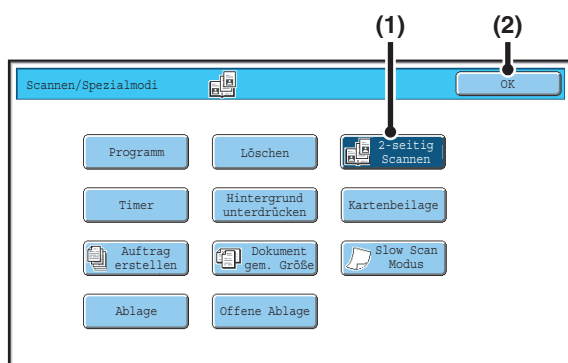 (1) (2)
Scannen/Spezialmodi OK
Programm Löschen 2-seitig
Scannen
Timer Hintergrund
unterdrücken Kartenbeilage
Auftrag
erstellen Dokument
gem. Größe Slow Scan
Modus
Ablage Offene Ablage